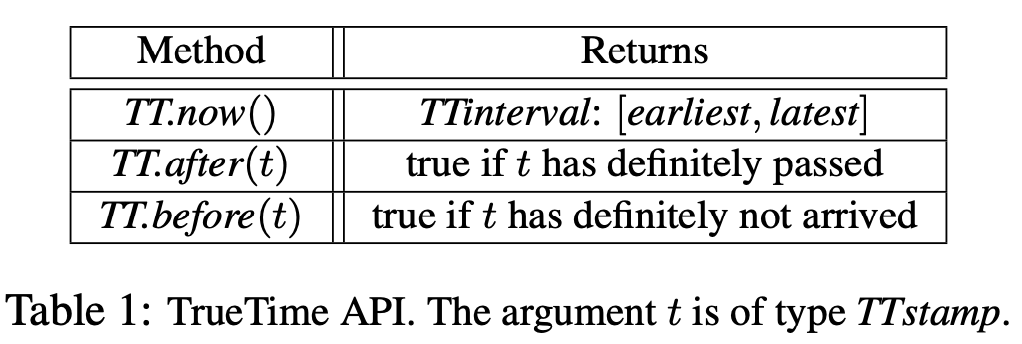 Method Returns
TT.now() TTinterval: [earliest, latest]
TT.after(t) true if t has definitely passed
TT.before(t) true if t has definitely not arrived
Table 1: TrueTime API. The argument t is of type TTstamp.